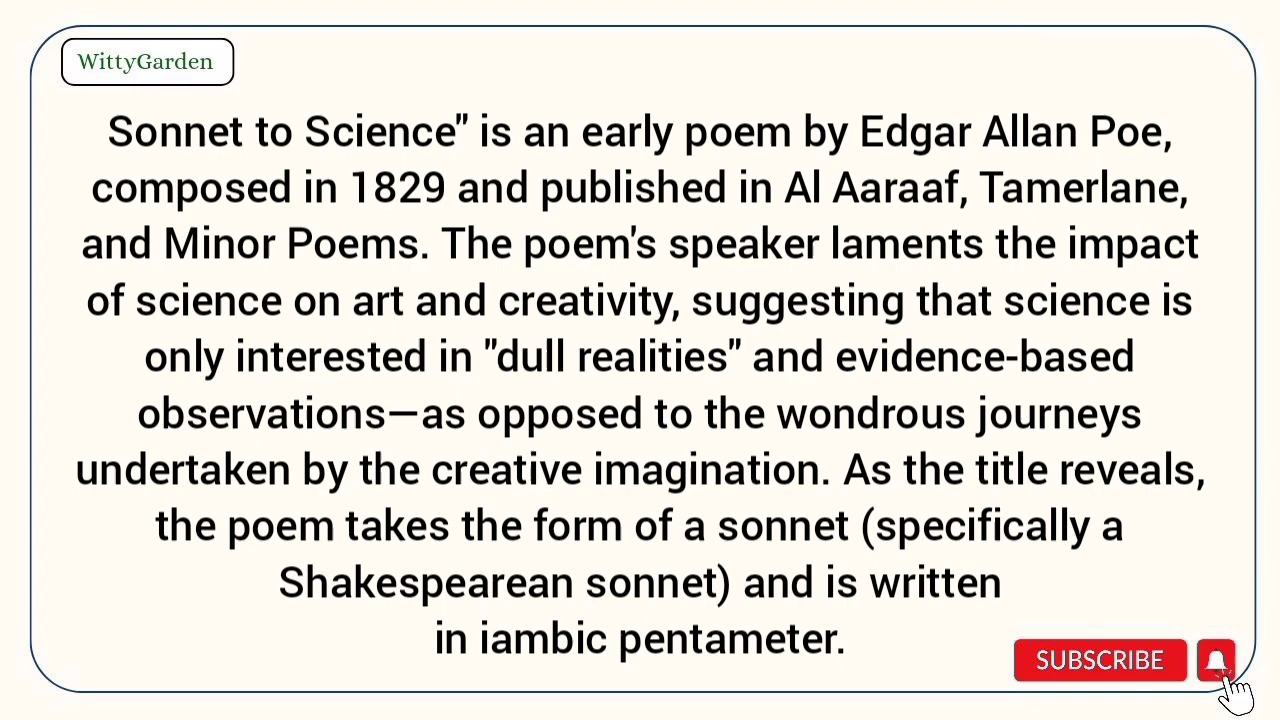 WittyGarden
Sonnet to Science" is an early poem by Edgar Allan Poe,
composed in 1829 and published in Al Aaraaf, Tamerlane,
and Minor Poems. The poem's speaker laments the impact
of science on art and creativity, suggesting that science is
only interested in "dull realities" and evidence-based
observations—as opposed to the wondrous journeys
undertaken by the creative imagination. As the title reveals,
the poem takes the form of a sonnet (specifically a
Shakespearean sonnet) and is written
in iambic pentameter.
SUBSCRIBE